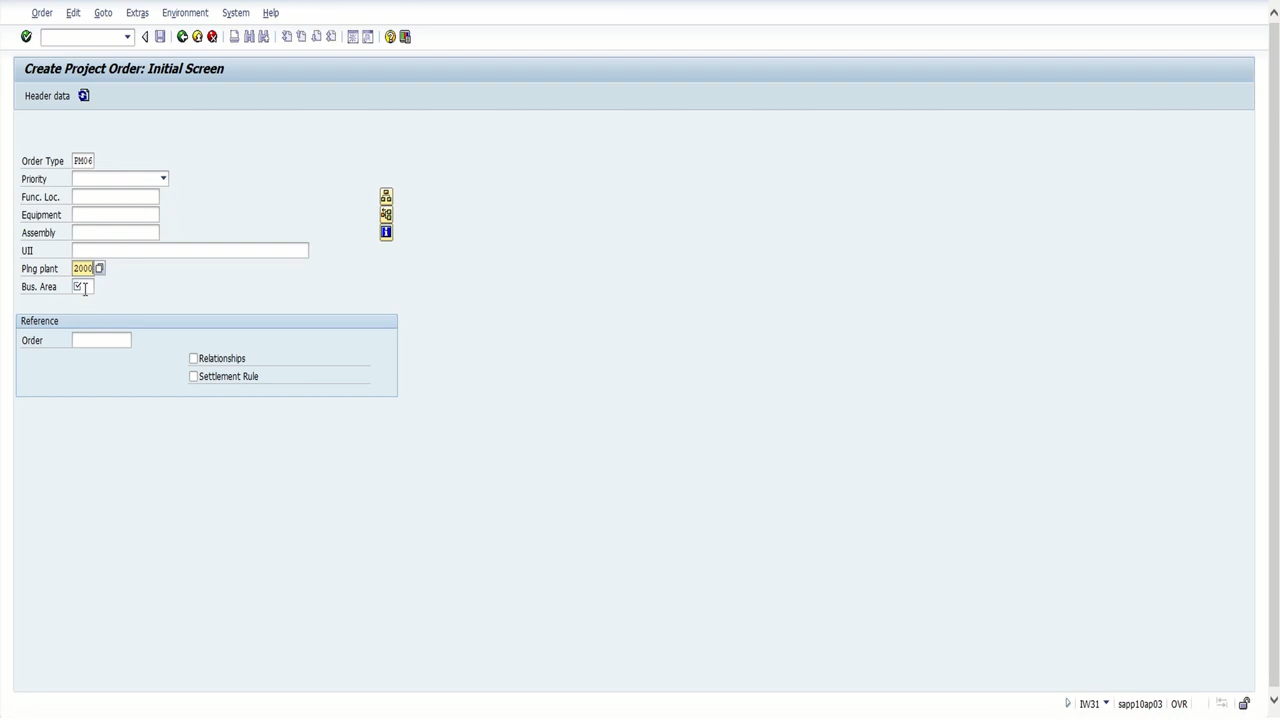 Order Edit Goto Extras Environment System Help
Create Project Order: Initial Screen
Header data
Order Type PM06
Priority
Func. Loc.
Equipment
Assembly
UII
Plng plant 2000
Bus. Area
Reference
Order
Relationships
Settlement Rule
IW31 sapp10ap03 OVR